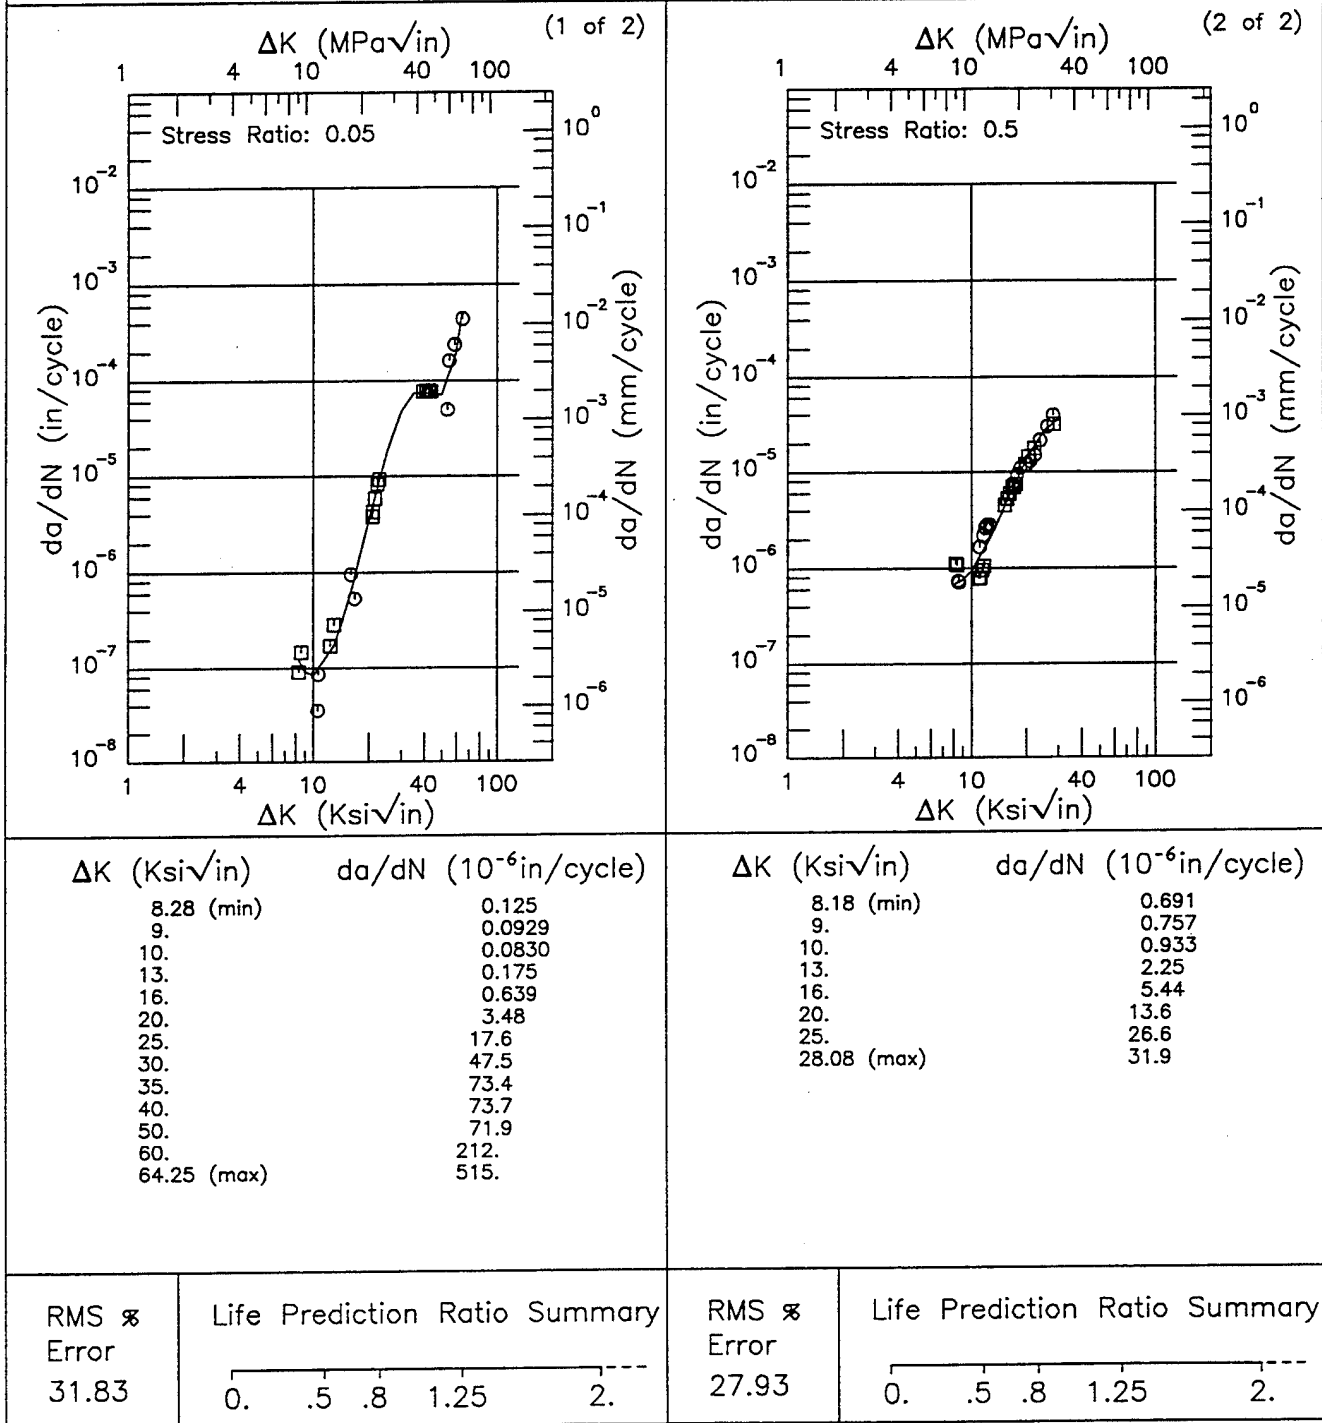 (1 of 2)
ΔK (MPa√in)
1 4 10 40 100
Stress Ratio: 0.05
10⁰
10⁻²
10⁻¹
10⁻³
10⁻²
10⁻⁴
10⁻³
10⁻⁵
10⁻⁴
10⁻⁶
10⁻⁵
10⁻⁷
10⁻⁶
10⁻⁸
da/dN (in/cycle)
da/dN (mm/cycle)
1 4 10 40 100
ΔK (Ksi√in)
ΔK (Ksi√in) da/dN (10⁻⁶in/cycle)
8.28 (min) 0.125
9. 0.0929
10. 0.0830
13. 0.175
16. 0.639
20. 3.48
25. 17.6
30. 47.5
35. 73.4
40. 73.7
50. 71.9
60. 212.
64.25 (max) 515.
RMS % Error
31.83
Life Prediction Ratio Summary
0. .5 .8 1.25 2.
(2 of 2)
ΔK (MPa√in)
1 4 10 40 100
Stress Ratio: 0.5
10⁰
10⁻²
10⁻¹
10⁻³
10⁻²
10⁻⁴
10⁻³
10⁻⁵
10⁻⁴
10⁻⁶
10⁻⁵
10⁻⁷
10⁻⁶
10⁻⁸
da/dN (in/cycle)
da/dN (mm/cycle)
1 4 10 40 100
ΔK (Ksi√in)
ΔK (Ksi√in) da/dN (10⁻⁶in/cycle)
8.18 (min) 0.691
9. 0.757
10. 0.933
13. 2.25
16. 5.44
20. 13.6
25. 26.6
28.08 (max) 31.9
RMS % Error
27.93
Life Prediction Ratio Summary
0. .5 .8 1.25 2.